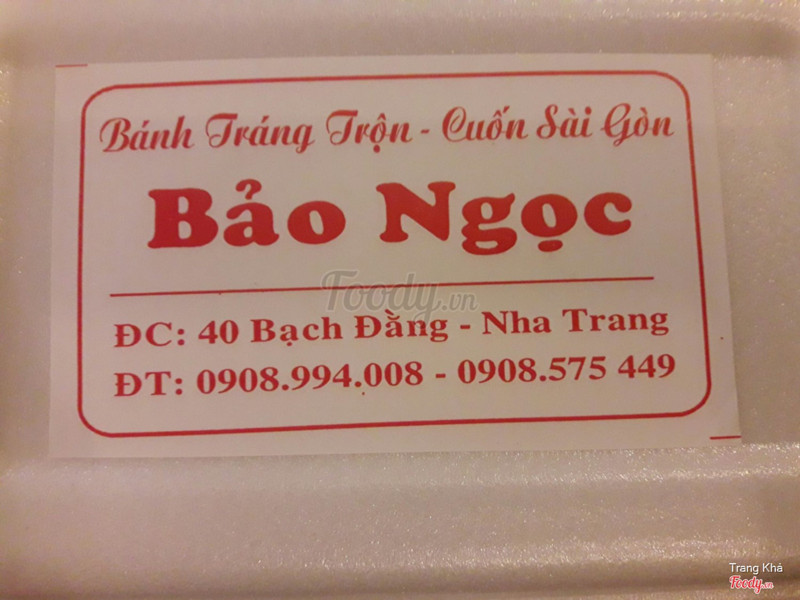 Bánh Tráng Trộn - Cuốn Sài Gòn
Bảo Ngọc
Foody.vn
ĐC: 40 Bạch Đằng - Nha Trang
ĐT: 0908.994.008 - 0908.575 449
Trang Khả
Foody.vn